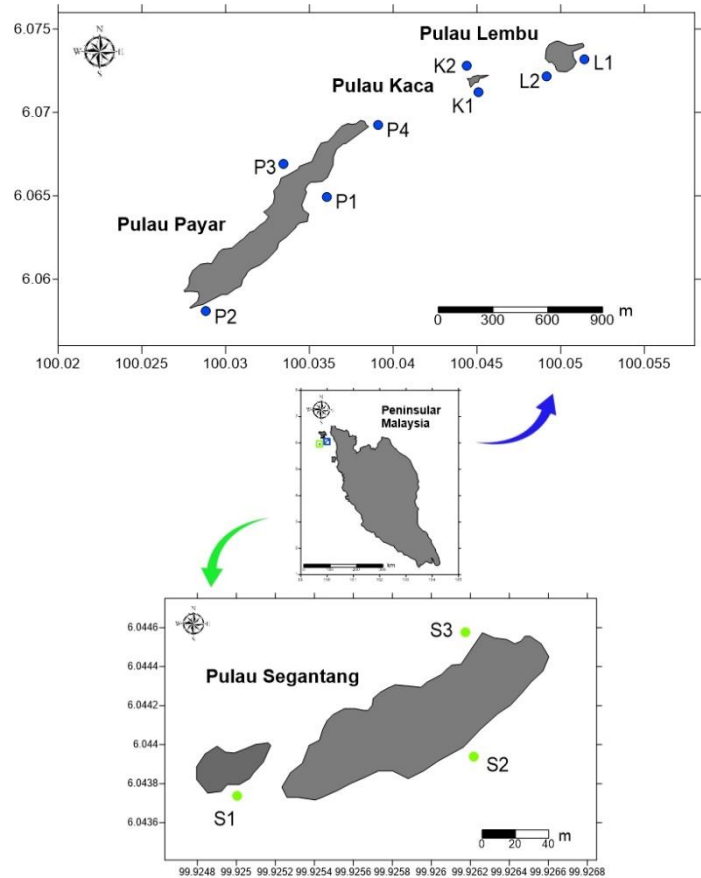 6.075
6.07
6.065
6.06
N
W
E
S
Pulau Lembu
K2
L1
L2
Pulau Kaca
K1
P4
P3
P1
Pulau Payar
P2
0 300 600 900 m
100.02 100.025 100.03 100.035 100.04 100.045 100.05 100.055
Peninsular
Malaysia
km
6.0446
6.0444
6.0442
6.044
6.0438
6.0436
N
S
S3
Pulau Segantang
S2
S1
0 20 40 m
99.9248 99.925 99.9252 99.9254 99.9256 99.9258 99.926 99.9262 99.9264 99.9266 99.9268